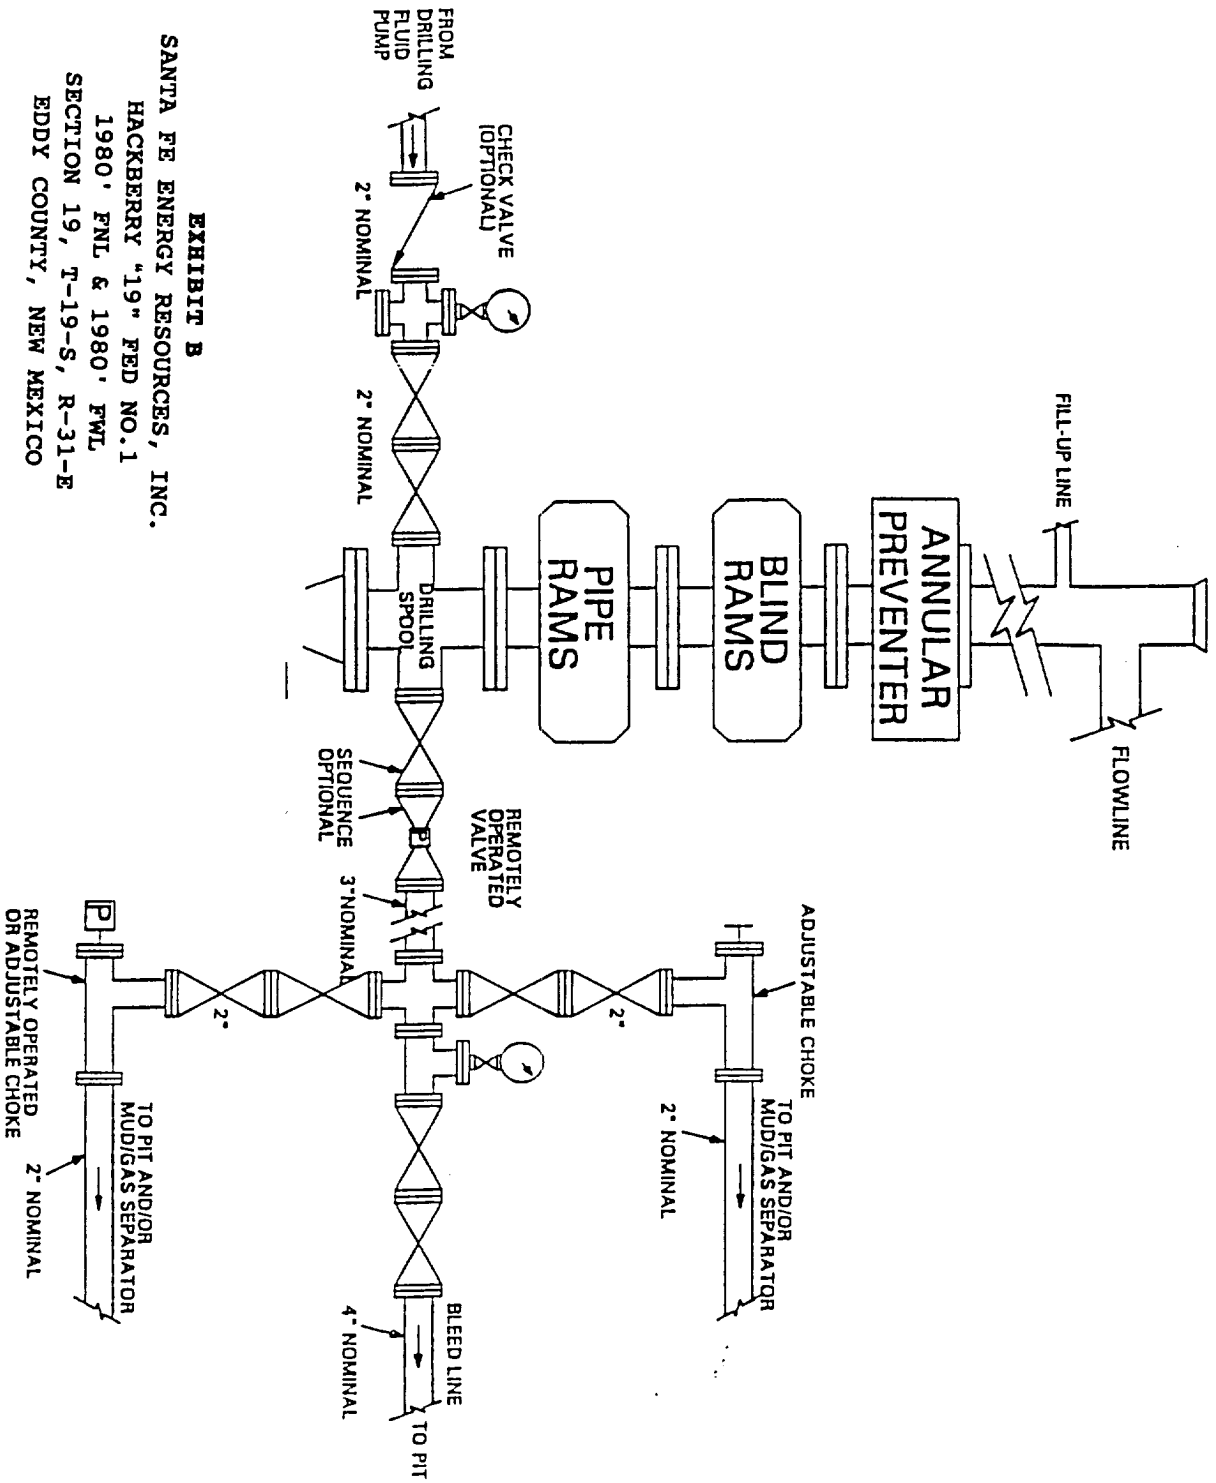 FILL-UP LINE
FLOWLINE
ANNULAR
PREVENTER
BLIND
RAMS
PIPE
RAMS
DRILLING
SPOOL
FROM
DRILLING
FLUID
PUMP
CHECK VALVE
(OPTIONAL)
2" NOMINAL
2" NOMINAL
SEQUENCE
OPTIONAL
REMOTELY
OPERATED
VALVE
P
3" NOMINAL
ADJUSTABLE CHOKE
2"
TO PIT AND/OR
MUD/GAS SEPARATOR
2" NOMINAL
BLEED LINE
TO PIT
4" NOMINAL
2"
P
REMOTELY OPERATED
OR ADJUSTABLE CHOKE
TO PIT AND/OR
MUD/GAS SEPARATOR
2" NOMINAL
EXHIBIT B
SANTA FE ENERGY RESOURCES, INC.
HACKBERRY "19" FED NO.1
1980' FNL & 1980' FWL
SECTION 19, T-19-S, R-31-E
EDDY COUNTY, NEW MEXICO